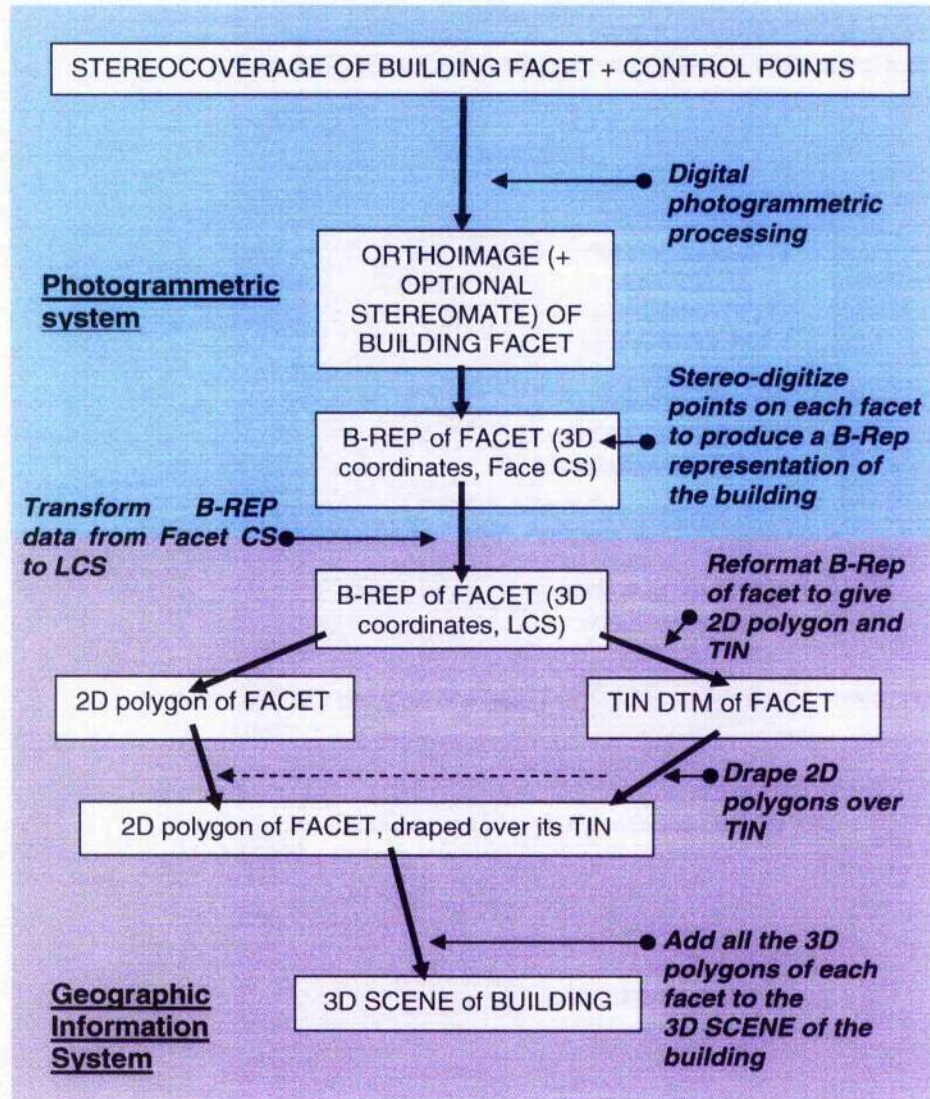 STEREOCOVERAGE OF BUILDING FACET + CONTROL POINTS
Digital
photogrammetric
processing
ORTHOIMAGE (+
OPTIONAL
STEREOMATE) OF
BUILDING FACET
Photogrammetric
system
Stereo-digitize
points on each facet
to produce a B-Rep
representation of
the building
B-REP of FACET (3D
coordinates, Face CS)
Transform B-REP
data from Facet CS
to LCS
B-REP of FACET (3D
coordinates, LCS)
Reformat B-Rep
of facet to give
2D polygon and
TIN
2D polygon of FACET
TIN DTM of FACET
Drape 2D
polygons over
TIN
2D polygon of FACET, draped over its TIN
Add all the 3D
polygons of each
facet to the
3D SCENE of the
building
3D SCENE of BUILDING
Geographic
Information
System